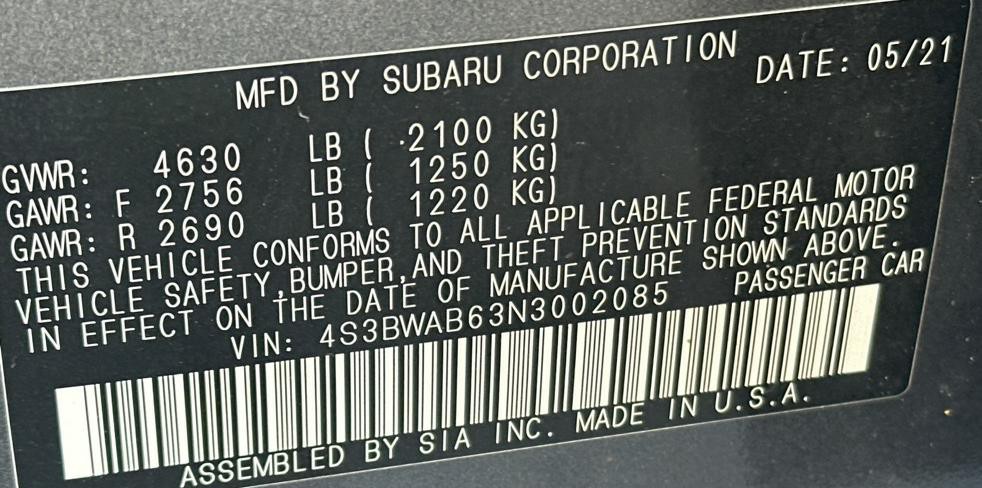 MFD BY SUBARU CORPORATION DATE: 05/21
GVWR: 4630 LB ( 2100 KG)
GAWR: F 2756 LB ( 1250 KG)
GAWR: R 2690 LB ( 1220 KG)
THIS VEHICLE CONFORMS TO ALL APPLICABLE FEDERAL MOTOR
VEHICLE SAFETY,BUMPER,AND THEFT PREVENTION STANDARDS
IN EFFECT ON THE DATE OF MANUFACTURE SHOWN ABOVE.
VIN: 4S3BWAB63N3002085 PASSENGER CAR
ASSEMBLED BY SIA INC. MADE IN U.S.A.